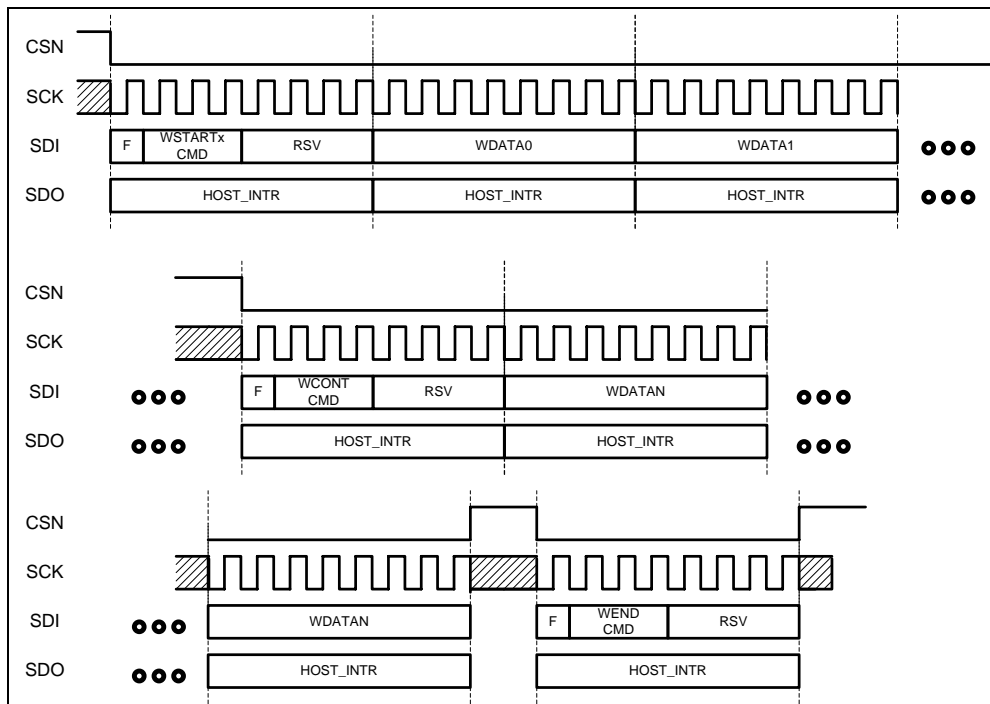 CSN
SCK
SDI
F
WSTARTx
CMD
RSV
WDATA0
WDATA1
SDO
HOST_INTR
HOST_INTR
HOST_INTR
CSN
SCK
SDI
F
WCONT
CMD
RSV
WDATAN
SDO
HOST_INTR
HOST_INTR
CSN
SCK
SDI
WDATAN
F
WEND
CMD
RSV
SDO
HOST_INTR
HOST_INTR